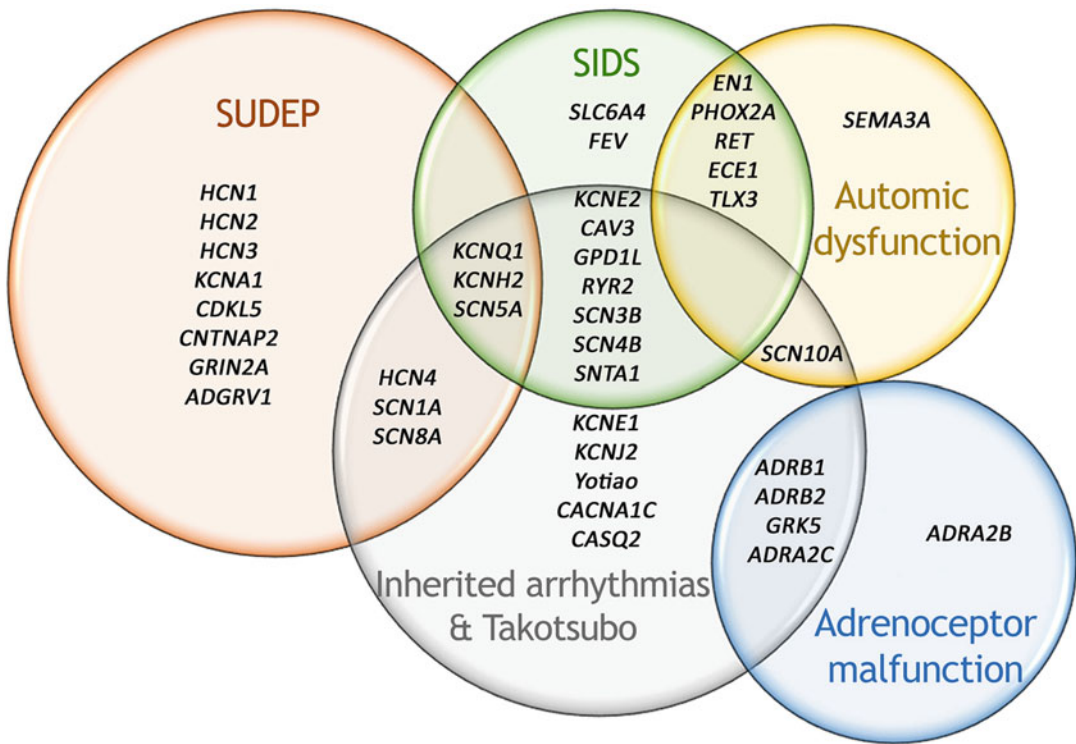 SUDEP
HCN1
HCN2
HCN3
KCNA1
CDKL5
CNTNAP2
GRIN2A
ADGRV1
KCNQ1
KCNH2
SCN5A
HCN4
SCN1A
SCN8A
SIDS
SLC6A4
FEV
KCNE2
CAV3
GPD1L
RYR2
SCN3B
SCN4B
SNTA1
KCNE1
KCNJ2
Yotiao
CACNA1C
CASQ2
Inherited arrhythmias
& Takotsubo
EN1
PHOX2A
RET
ECE1
TLX3
SEMA3A
Automic
dysfunction
SCN10A
ADRB1
ADRB2
GRK5
ADRA2C
ADRA2B
Adrenoceptor
malfunction